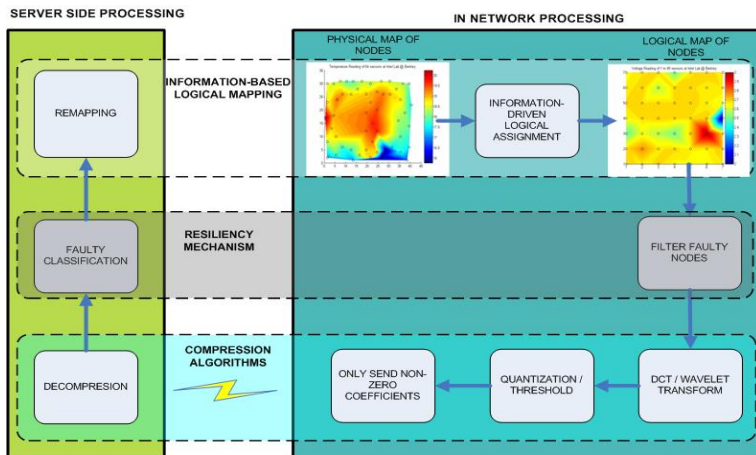 SERVER SIDE PROCESSING
IN NETWORK PROCESSING
PHYSICAL MAP OF
NODES
LOGICAL MAP OF
NODES
INFORMATION-BASED
LOGICAL MAPPING
REMAPPING
INFORMATION-
DRIVEN
LOGICAL
ASSIGNMENT
RESILIENCY
MECHANISM
FAULTY
CLASSIFICATION
FILTER FAULTY
NODES
COMPRESSION
ALGORITHMS
DECOMPRESION
ONLY SEND NON-
ZERO
COEFFICIENTS
QUANTIZATION /
THRESHOLD
DCT / WAVELET
TRANSFORM